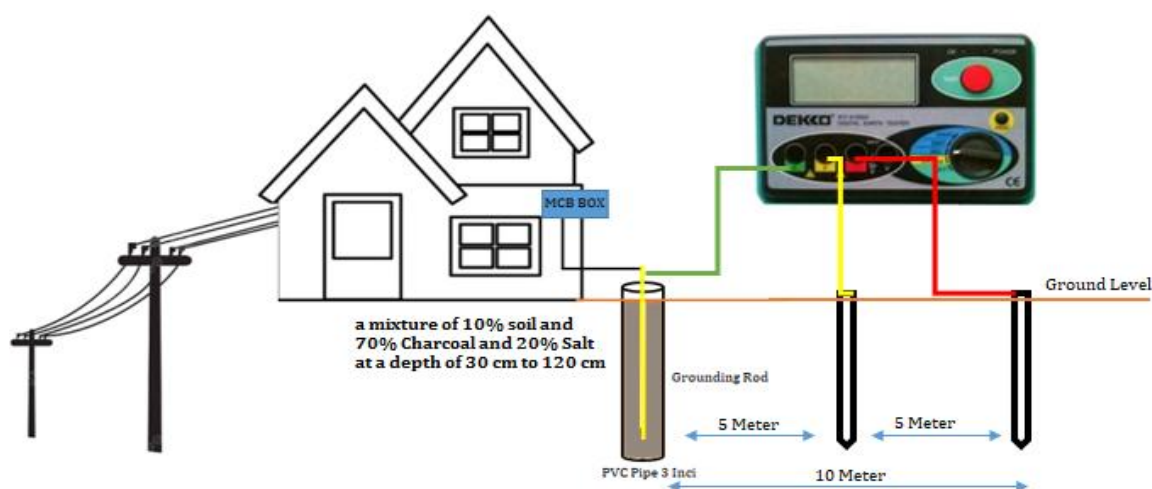 DEKKO
MCB BOX
Ground Level
a mixture of 10% soil and
70% Charcoal and 20% Salt
at a depth of 30 cm to 120 cm
Grounding Rod
5 Meter
5 Meter
PVC Pipe 3 Inci
10 Meter